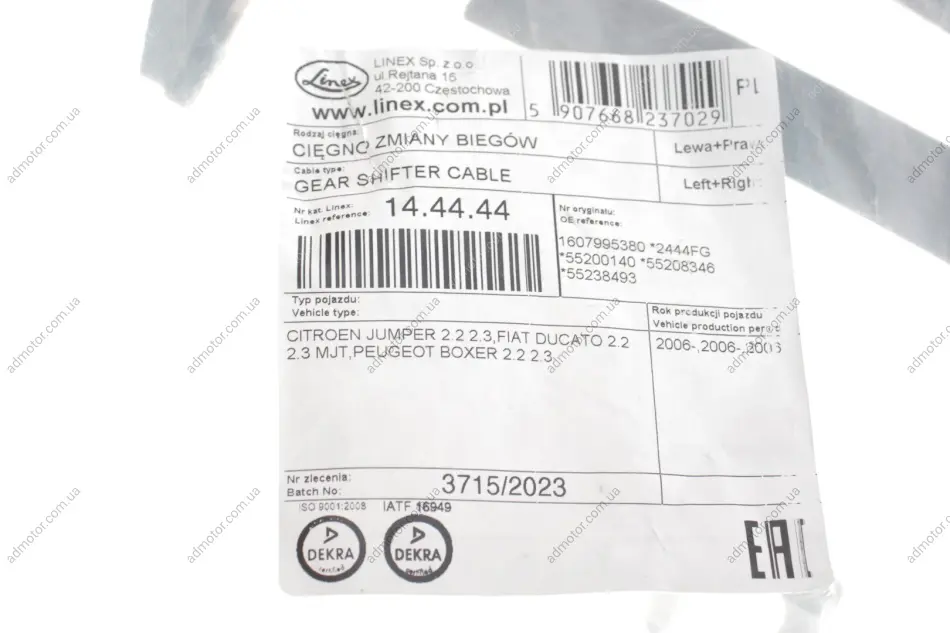 Linex
LINEX Sp. z o.o.
ul.Rejtana 16
42-200 Częstochowa
www.linex.com.pl
5 907668 237029
PL
Rodzaj cięgna:
CIĘGNO ZMIANY BIEGÓW
Lewa+Prawa
Cable type:
GEAR SHIFTER CABLE
Left+Righ
Nr kat. Linex:
Linex reference:
14.44.44
Nr oryginału:
OE reference:
1607995380 *2444FG
*55200140 *55208346
*55238493
Typ pojazdu:
Vehicle type:
Rok produkcji pojazdu
Vehicle production
CITROEN JUMPER 2.2 2.3,FIAT DUCATO 2.2
2.3 MJT,PEUGEOT BOXER 2.2 2.3,
2006-,2006-,2006
Nr zlecenia:
Batch No:
3715/2023
ISO 9001:2008
IATF 16949
DEKRA
certified
DEKRA
certified
EAC
admotor.com.ua